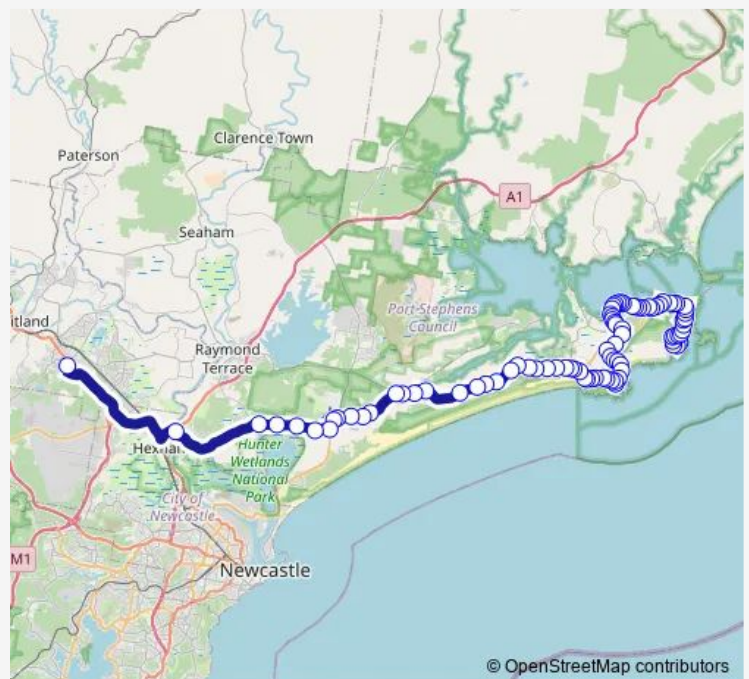 Clarence Town
Paterson
A1
Seaham
Port-Stephens
Council
itland
Raymond
Terrace
Hexham
Hunter
Wetlands
National
Park
City of
Newcastle
M1
Newcastle
© OpenStreetMap contributors